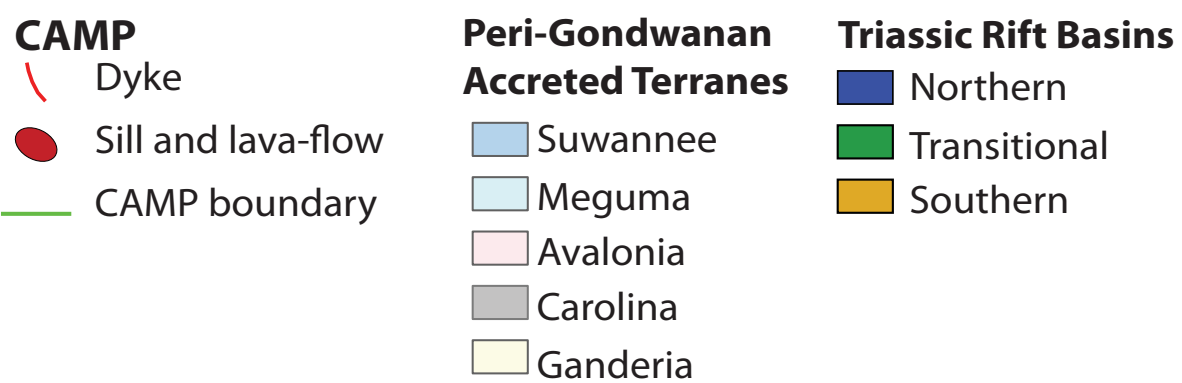 CAMP
Dyke
Sill and lava-flow
CAMP boundary
Peri-Gondwanan
Accreted Terranes
Suwannee
Meguma
Avalonia
Carolina
Ganderia
Triassic Rift Basins
Northern
Transitional
Southern